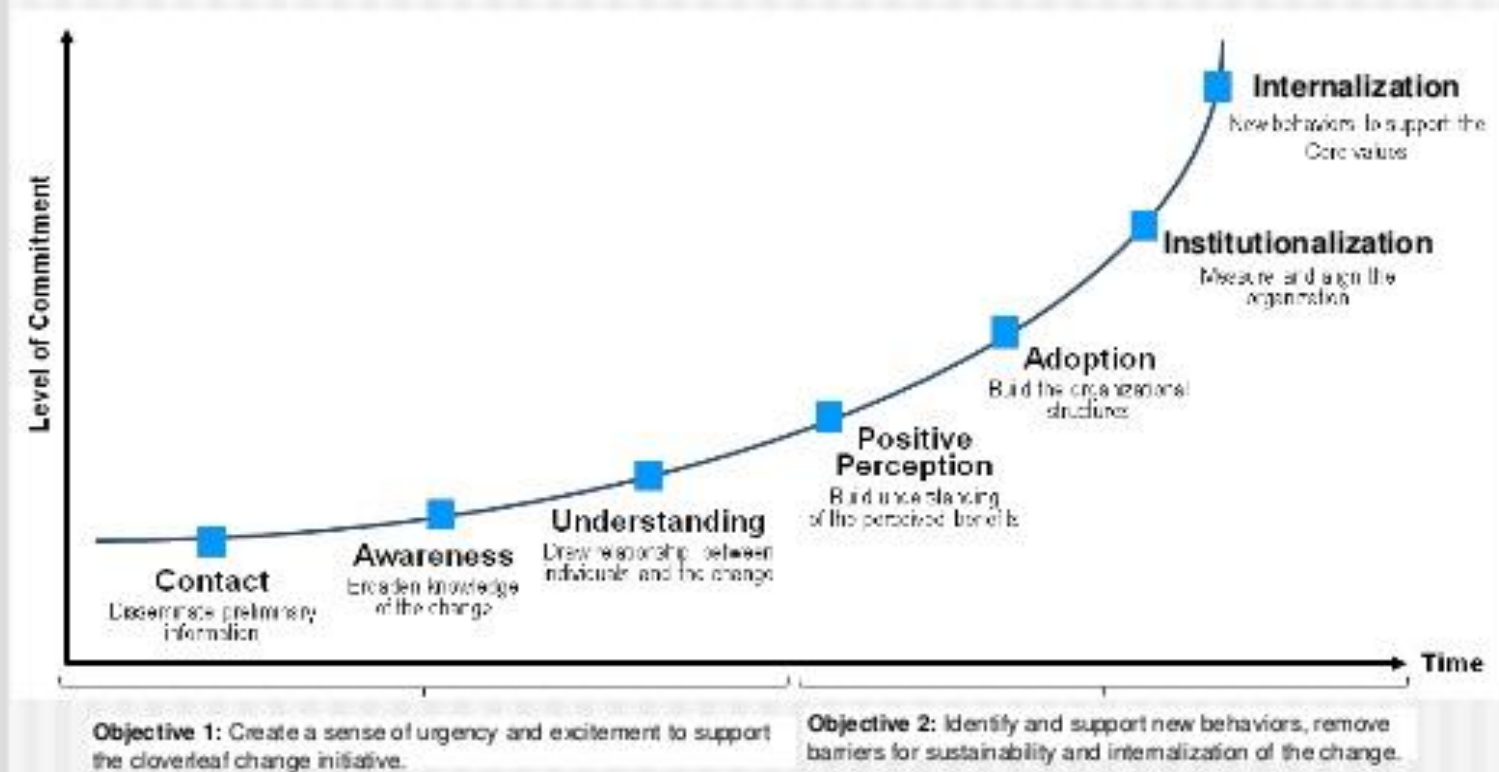 Level of Commitment
Internalization
New behaviors to support the
Core values
Institutionalization
Measure and align the
organization
Adoption
Build the organizational
structures
Positive
Perception
Build understanding
of the perceived benefits
Understanding
Draw relationship between
individuals and the change
Awareness
Broaden knowledge
of the change
Contact
Disseminate preliminary
information
Time
Objective 1: Create a sense of urgency and excitement to support
the cloverleaf change initiative.
Objective 2: Identify and support new behaviors, remove
barriers for sustainability and internalization of the change.